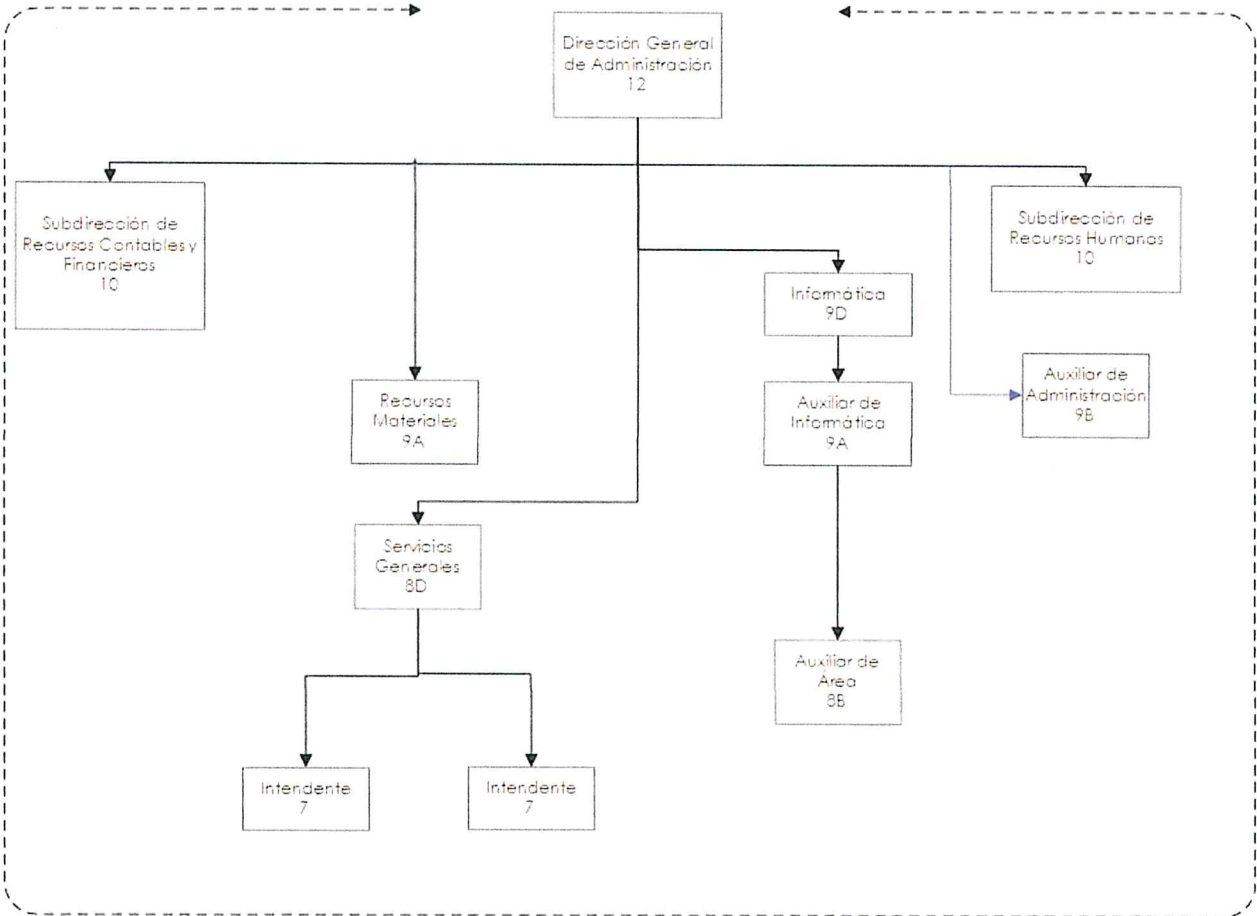 Dirección General
de Administración
12
Subdirección de
Recursos Contables y
Financieros
10
Subdirección de
Recursos Humanos
10
Informática
9D
Auxiliar de
Administración
9B
Recursos
Materiales
9A
Auxiliar de
Informática
9A
Servicios
Generales
8D
Auxiliar de
Área
8B
Intendente
7
Intendente
7